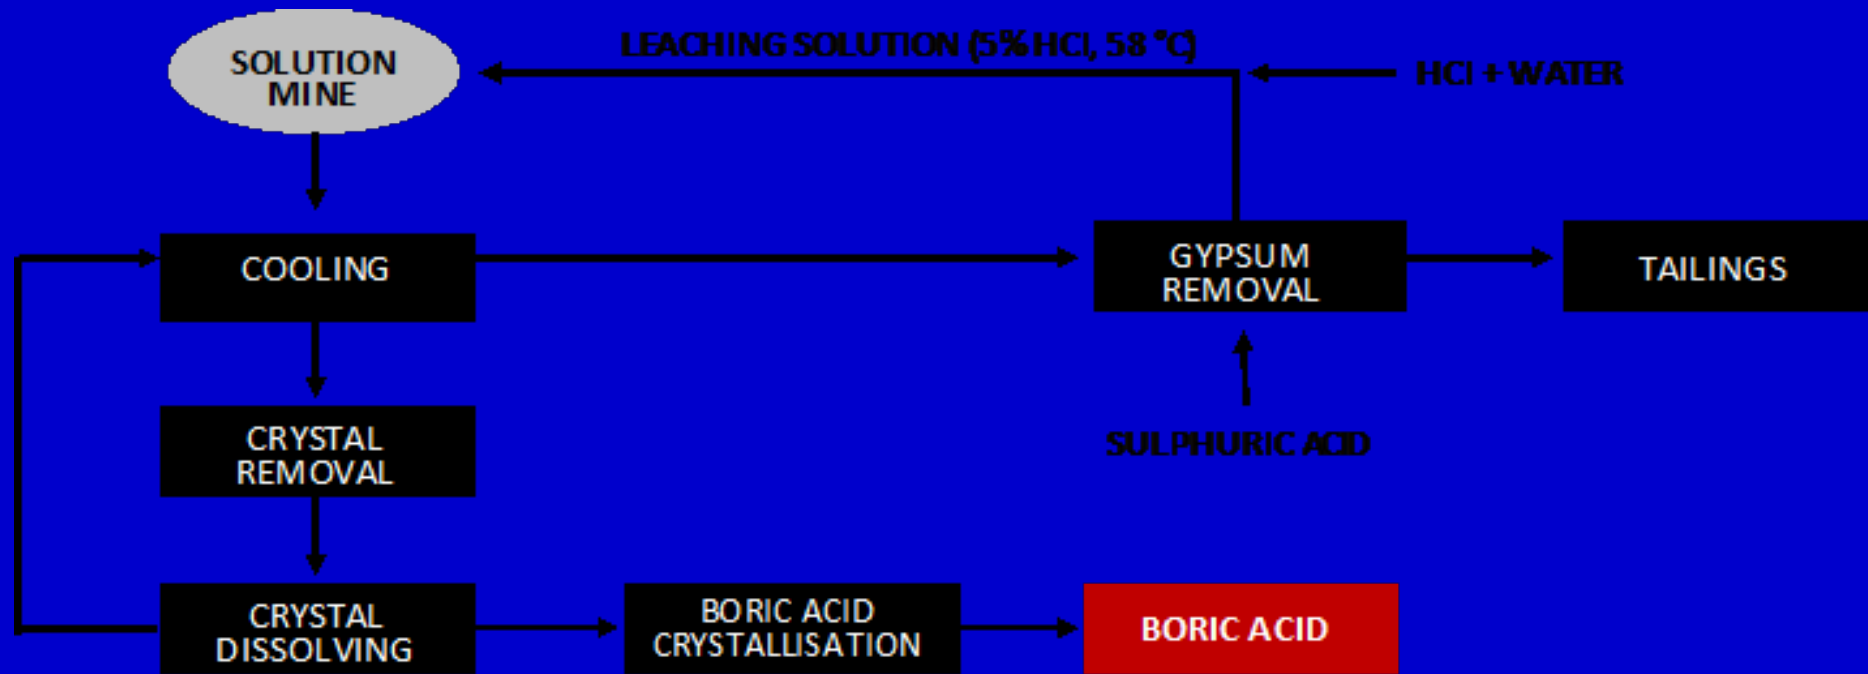 SOLUTION
MINE
LEACHING SOLUTION (5% HCl, 58 °C)
HCl + WATER
COOLING
GYPSUM
REMOVAL
TAILINGS
CRYSTAL
REMOVAL
SULPHURIC ACID
CRYSTAL
DISSOLVING
BORIC ACID
CRYSTALLISATION
BORIC ACID